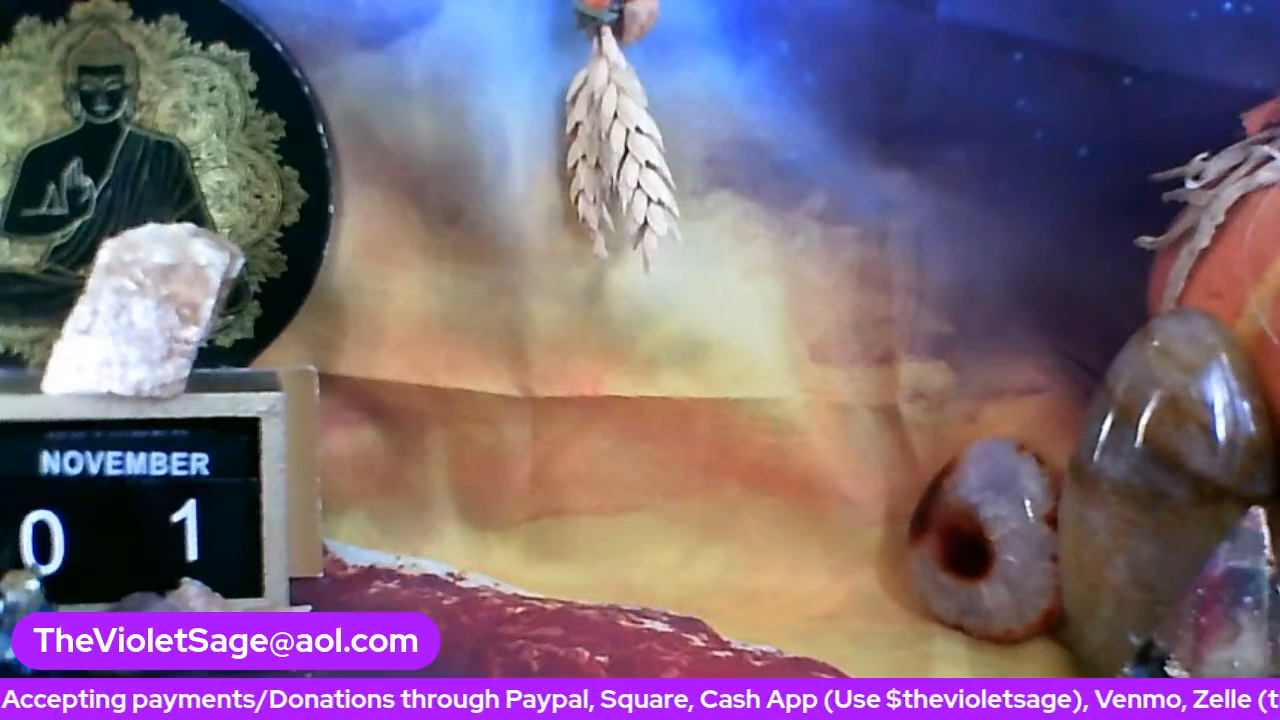 NOVEMBER
0 1
TheVioletSage@aol.com
Accepting payments/Donations through Paypal, Square, Cash App (Use $thevioletsage), Venmo, Zelle (t